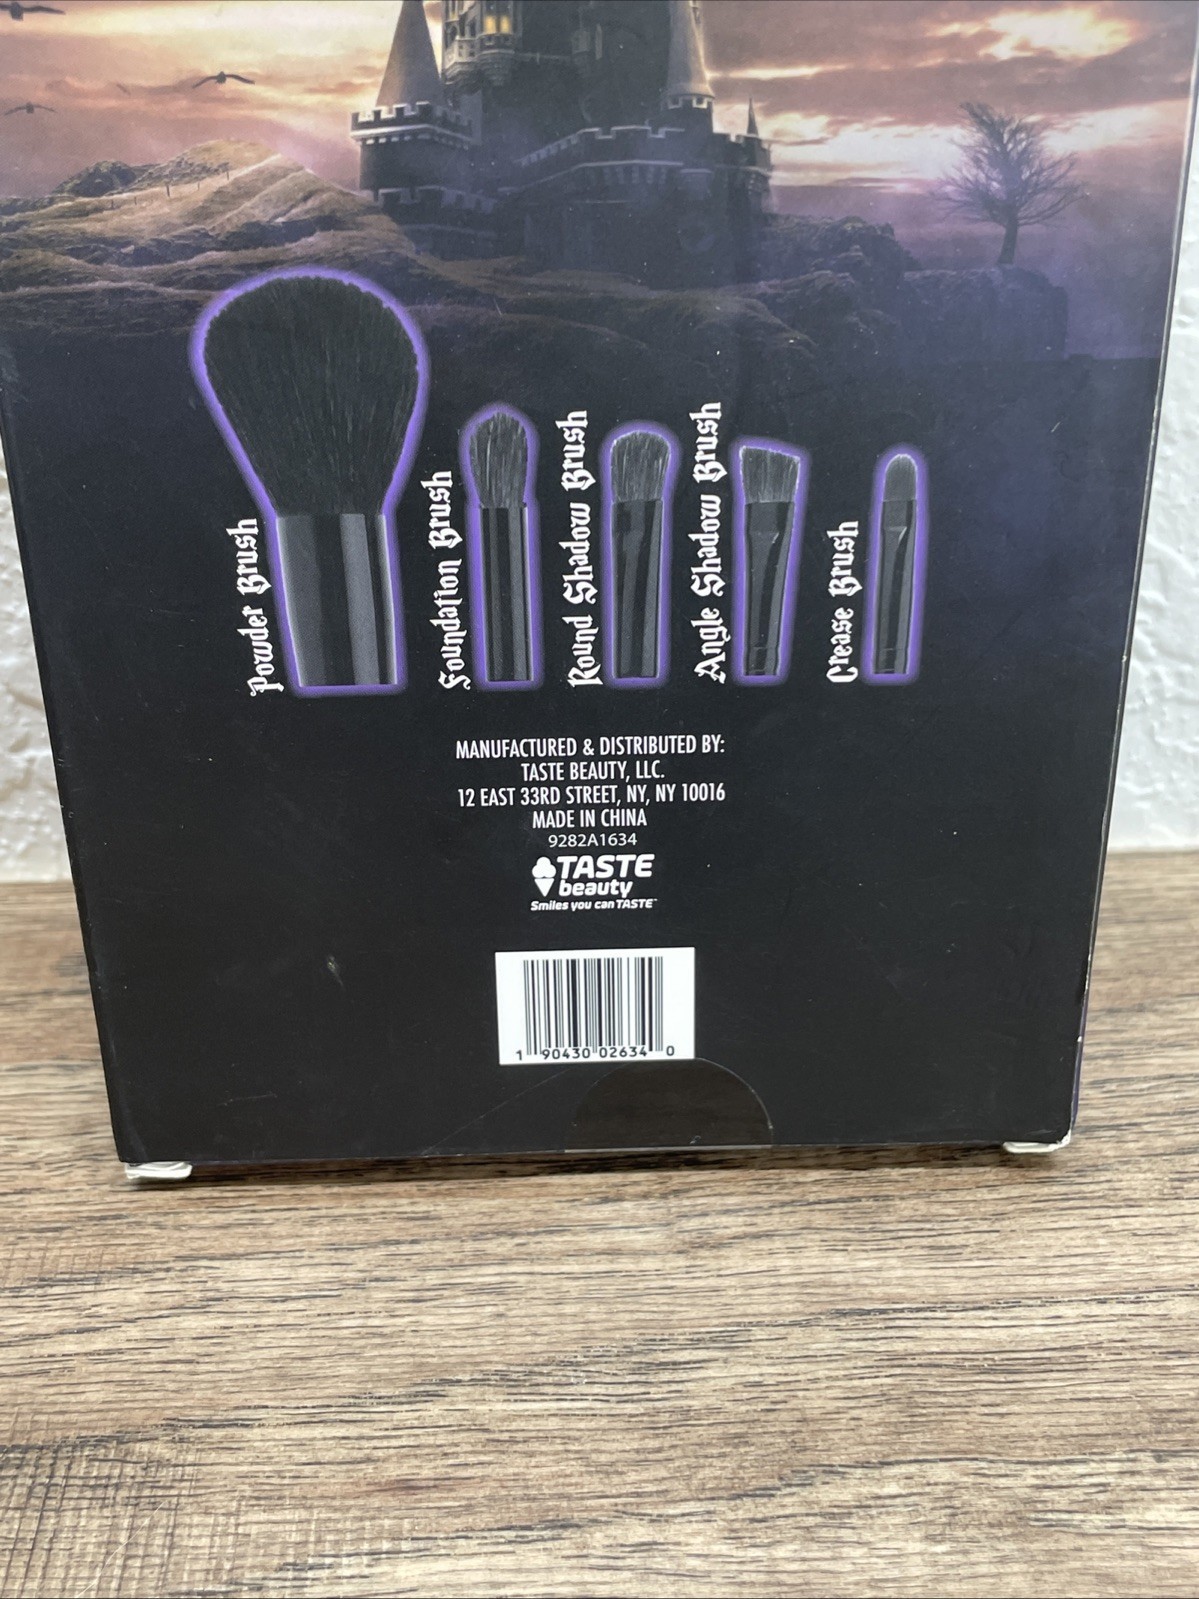 Powder Brush
Foundation Brush
Round Shadow Brush
Angle Shadow Brush
Crease Brush
MANUFACTURED & DISTRIBUTED BY:
TASTE BEAUTY, LLC.
12 EAST 33RD STREET, NY, NY 10016
MADE IN CHINA
9282A1634
TASTE
beauty
Smiles you can TASTE™
1 90430 02634 0